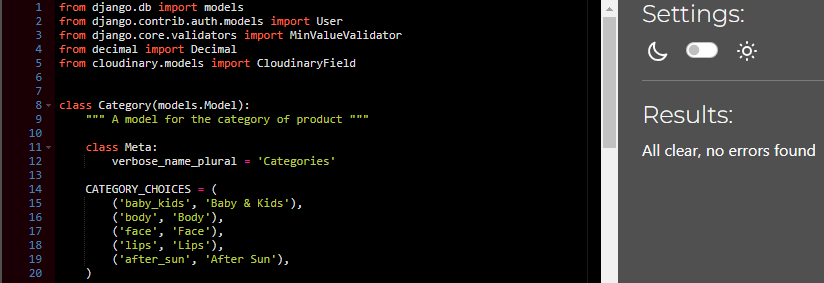 1 from django.db import models
2 from django.contrib.auth.models import User
3 from django.core.validators import MinValueValidator
4 from decimal import Decimal
5 from cloudinary.models import CloudinaryField
6
7
8 class Category(models.Model):
9 """ A model for the category of product """
10
11 class Meta:
12 verbose_name_plural = 'Categories'
13
14 CATEGORY_CHOICES = (
15 ('baby_kids', 'Baby & Kids'),
16 ('body', 'Body'),
17 ('face', 'Face'),
18 ('lips', 'Lips'),
19 ('after_sun', 'After Sun'),
20 )
Settings:
Results:
All clear, no errors found